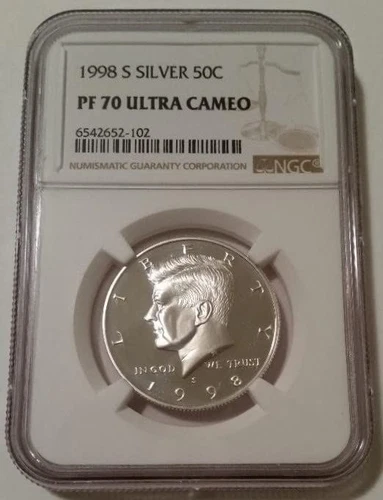 1998 S SILVER 50C
PF 70 ULTRA CAMEO
6542652-102
NUMISMATIC GUARANTY CORPORATION NGC®
LIBERTY
IN GOD WE TRUST
S
1998